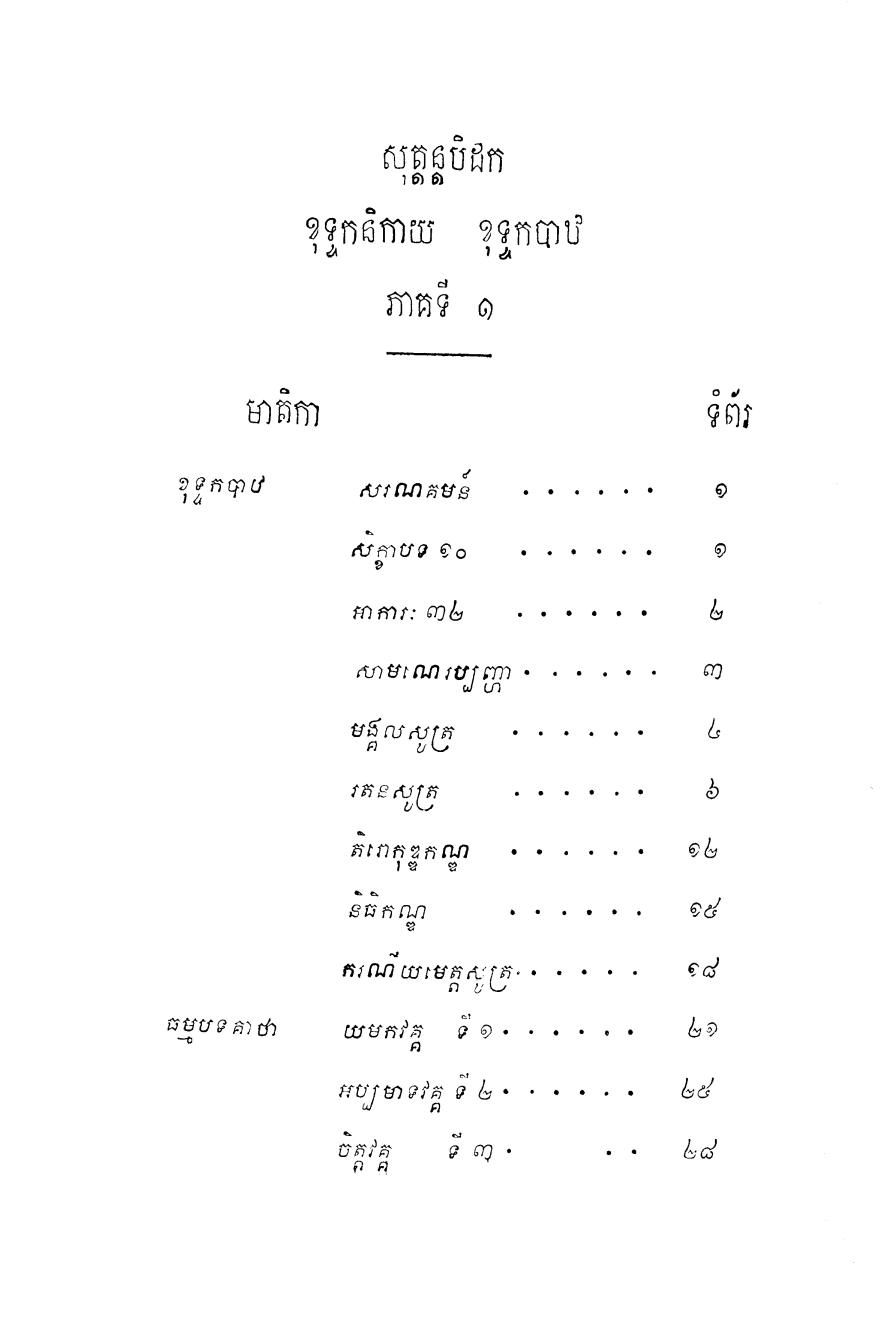 សុត្តន្តបិដក
ខុទ្ទកនិកាយ ខុទ្ទកបាឋ
ភាគទី ១
មាតិកា ទំព័រ
ខុទ្ទកបាឋ សរណគមន៍ . . . . . . ១
សិក្ខាបទ ១០ . . . . . . ១
អាការៈ ៣២ . . . . . . ២
សាមណេរប្បញ្ហា . . . . . . ៣
មង្គលសូត្រ . . . . . . ៤
រតនសូត្រ . . . . . . ៦
តិរោកុឌ្ឌកណ្ឌ . . . . . . ១២
និធិកណ្ឌ . . . . . . ១៥
ករណីយមេត្តសូត្រ . . . . . . ១៨
ធម្មបទគាថា យមកវគ្គ ទី ១ . . . . . . ២១
អប្បមាទវគ្គ ទី ២ . . . . . . ២៥
ចិត្តវគ្គ ទី ៣ . . . ២៨